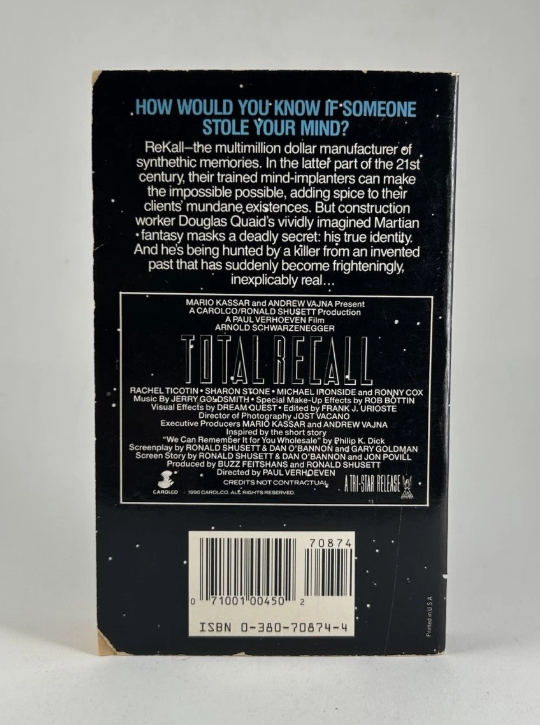 HOW WOULD YOU KNOW IF SOMEONE
STOLE YOUR MIND?
ReKall—the multimillion dollar manufacturer of
synthethic memories. In the latter part of the 21st
century, their trained mind-implanters can make
the impossible possible, adding spice to their
clients' mundane existences. But construction
worker Douglas Quaid's vividly imagined Martian
fantasy masks a deadly secret: his true identity.
And he's being hunted by a killer from an invented
past that has suddenly become frighteningly,
inexplicably real...
MARIO KASSAR and ANDREW VAJNA Present
A CAROLCO/RONALD SHUSETT Production
A PAUL VERHOEVEN Film
ARNOLD SCHWARZENEGGER
TOTAL RECALL
RACHEL TICOTIN • SHARON STONE • MICHAEL IRONSIDE and RONNY COX
Music By JERRY GOLDSMITH • Special Make-Up Effects by ROB BOTTIN
Visual Effects by DREAM QUEST • Edited by FRANK J. URIOSTE
Director of Photography JOST VACANO
Executive Producers MARIO KASSAR and ANDREW VAJNA
Inspired by the short story
"We Can Remember It for You Wholesale" by Philip K. Dick
Screenplay by RONALD SHUSETT & DAN O'BANNON and GARY GOLDMAN
Screen Story by RONALD SHUSETT & DAN O'BANNON and JON POVILL
Produced by BUZZ FEITSHANS and RONALD SHUSETT
Directed by PAUL VERHOEVEN
CREDITS NOT CONTRACTUAL
CAROLCO
1990 CAROLCO. ALL RIGHTS RESERVED.
A TRI-STAR RELEASE
70874
0 71001 00450 2
ISBN 0-380-70874-4
Printed in U.S.A.